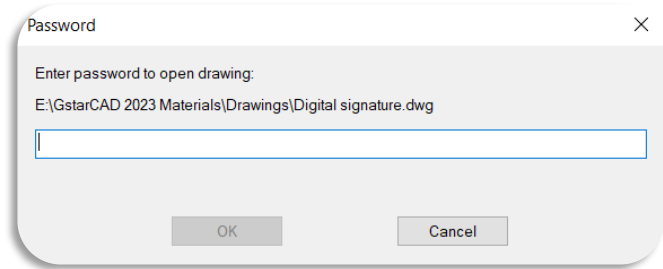 Password
Enter password to open drawing:
E:\GstarCAD 2023 Materials\Drawings\Digital signature.dwg
OK Cancel